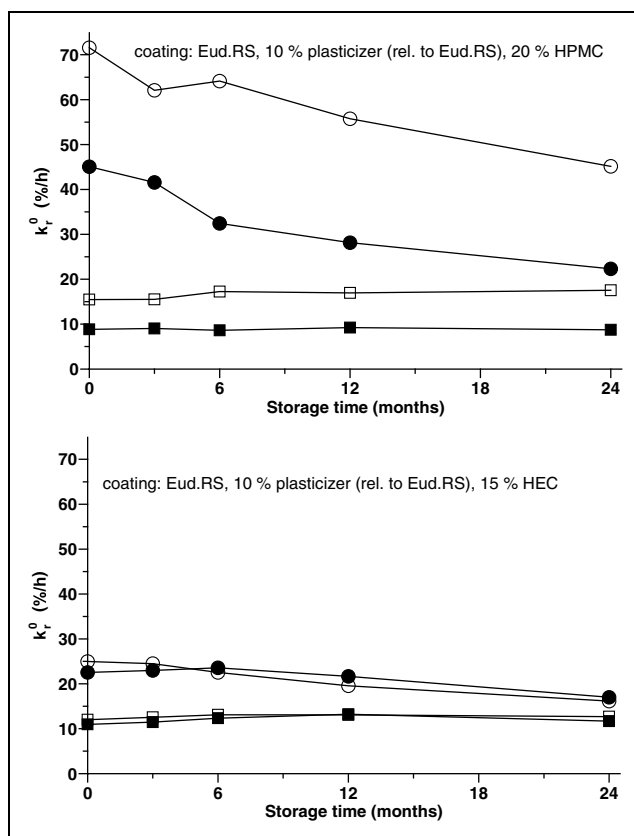 coating: Eud.RS, 10 % plasticizer (rel. to Eud.RS), 20 % HPMC
70
60
50
40
30
20
10
0
k_r^0 (%/h)
0 6 12 18 24
Storage time (months)
coating: Eud.RS, 10 % plasticizer (rel. to Eud.RS), 15 % HEC
70
60
50
40
30
20
10
0
k_r^0 (%/h)
0 6 12 18 24
Storage time (months)